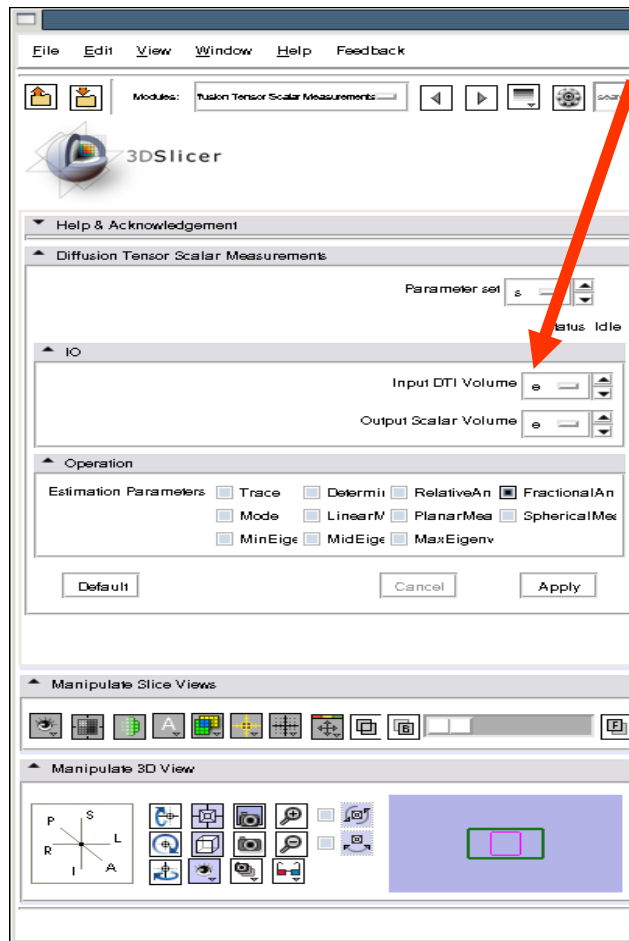 File Edit View Window Help Feedback
Modules: fusion Tensor Scalar Measurements
3DSlicer
Help & Acknowledgement
Diffusion Tensor Scalar Measurements
Parameter set s
tatus Idle
IO
Input DTI Volume e
Output Scalar Volume e
Operation
Estimation Parameters Trace Determi RelativeAn FractionalAn
Mode LinearM PlanarMea SphericalMea
MinEige MidEige MaxEigenv
Default Cancel Apply
Manipulate Slice Views
A B F
Manipulate 3D View
P S
R L
I A